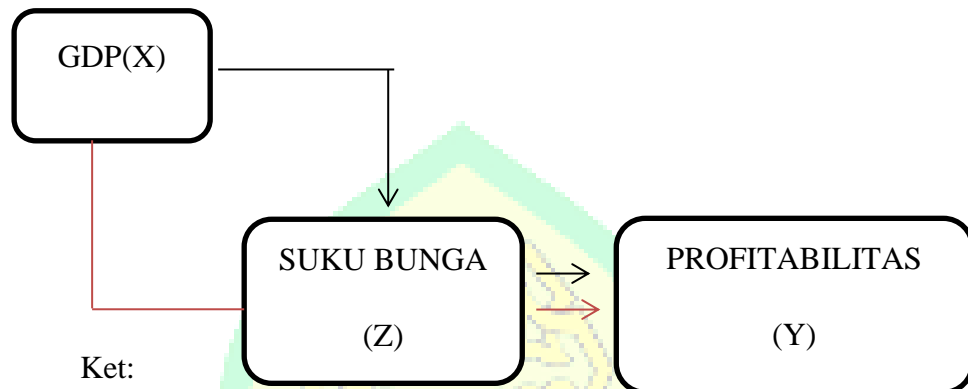 GDP(X)
SUKU BUNGA
(Z)
PROFITABILITAS
(Y)
Ket: